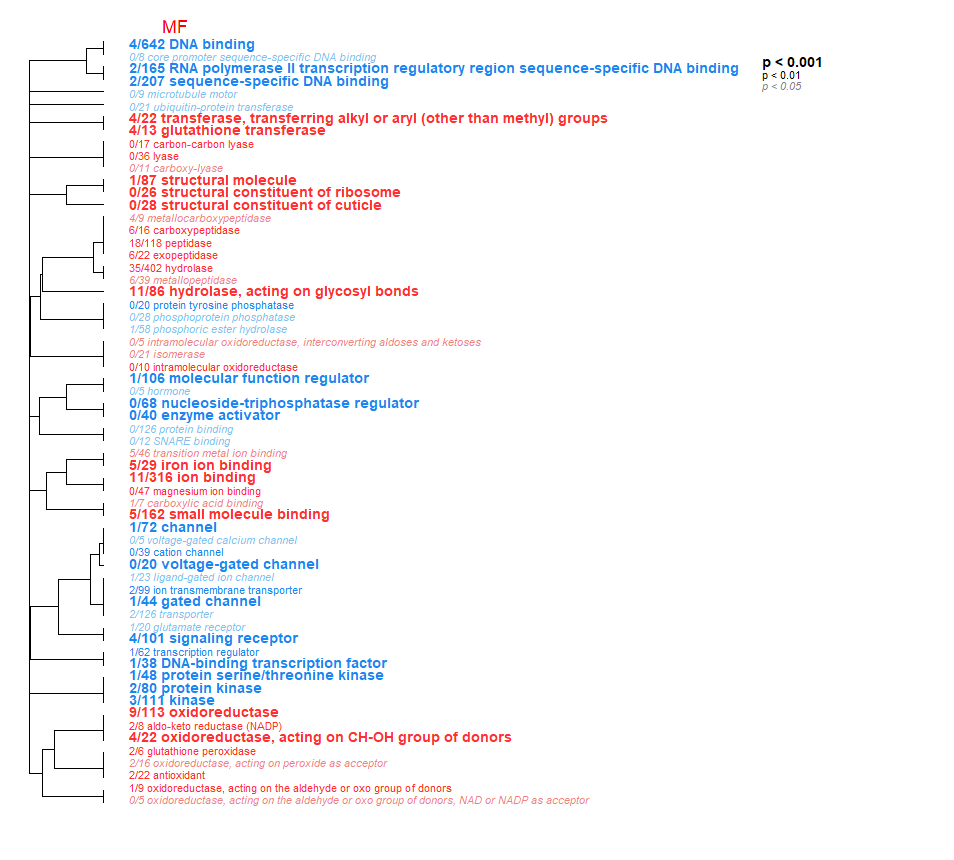 MF
4/642 DNA binding
0/8 core promoter sequence-specific DNA binding
2/165 RNA polymerase II transcription regulatory region sequence-specific DNA binding
2/207 sequence-specific DNA binding
0/9 microtubule motor
0/21 ubiquitin-protein transferase
4/22 transferase, transferring alkyl or aryl (other than methyl) groups
4/13 glutathione transferase
0/17 carbon-carbon lyase
0/36 lyase
0/11 carboxy-lyase
1/87 structural molecule
0/26 structural constituent of ribosome
0/28 structural constituent of cuticle
4/9 metallocarboxypeptidase
6/16 carboxypeptidase
18/118 peptidase
6/22 exopeptidase
35/402 hydrolase
6/39 metallopeptidase
11/86 hydrolase, acting on glycosyl bonds
0/20 protein tyrosine phosphatase
0/28 phosphoprotein phosphatase
1/58 phosphoric ester hydrolase
0/5 intramolecular oxidoreductase, interconverting aldoses and ketoses
0/21 isomerase
0/10 intramolecular oxidoreductase
1/106 molecular function regulator
0/5 hormone
0/68 nucleoside-triphosphatase regulator
0/40 enzyme activator
0/126 protein binding
0/12 SNARE binding
5/46 transition metal ion binding
5/29 iron ion binding
11/316 ion binding
0/47 magnesium ion binding
1/7 carboxylic acid binding
5/162 small molecule binding
1/72 channel
0/5 voltage-gated calcium channel
0/39 cation channel
0/20 voltage-gated channel
1/23 ligand-gated ion channel
2/99 ion transmembrane transporter
1/44 gated channel
2/126 transporter
1/20 glutamate receptor
4/101 signaling receptor
1/62 transcription regulator
1/38 DNA-binding transcription factor
1/48 protein serine/threonine kinase
2/80 protein kinase
3/111 kinase
9/113 oxidoreductase
2/8 aldo-keto reductase (NADP)
4/22 oxidoreductase, acting on CH-OH group of donors
2/6 glutathione peroxidase
2/16 oxidoreductase, acting on peroxide as acceptor
2/22 antioxidant
1/9 oxidoreductase, acting on the aldehyde or oxo group of donors
0/5 oxidoreductase, acting on the aldehyde or oxo group of donors, NAD or NADP as acceptor
p < 0.001
p < 0.01
p < 0.05